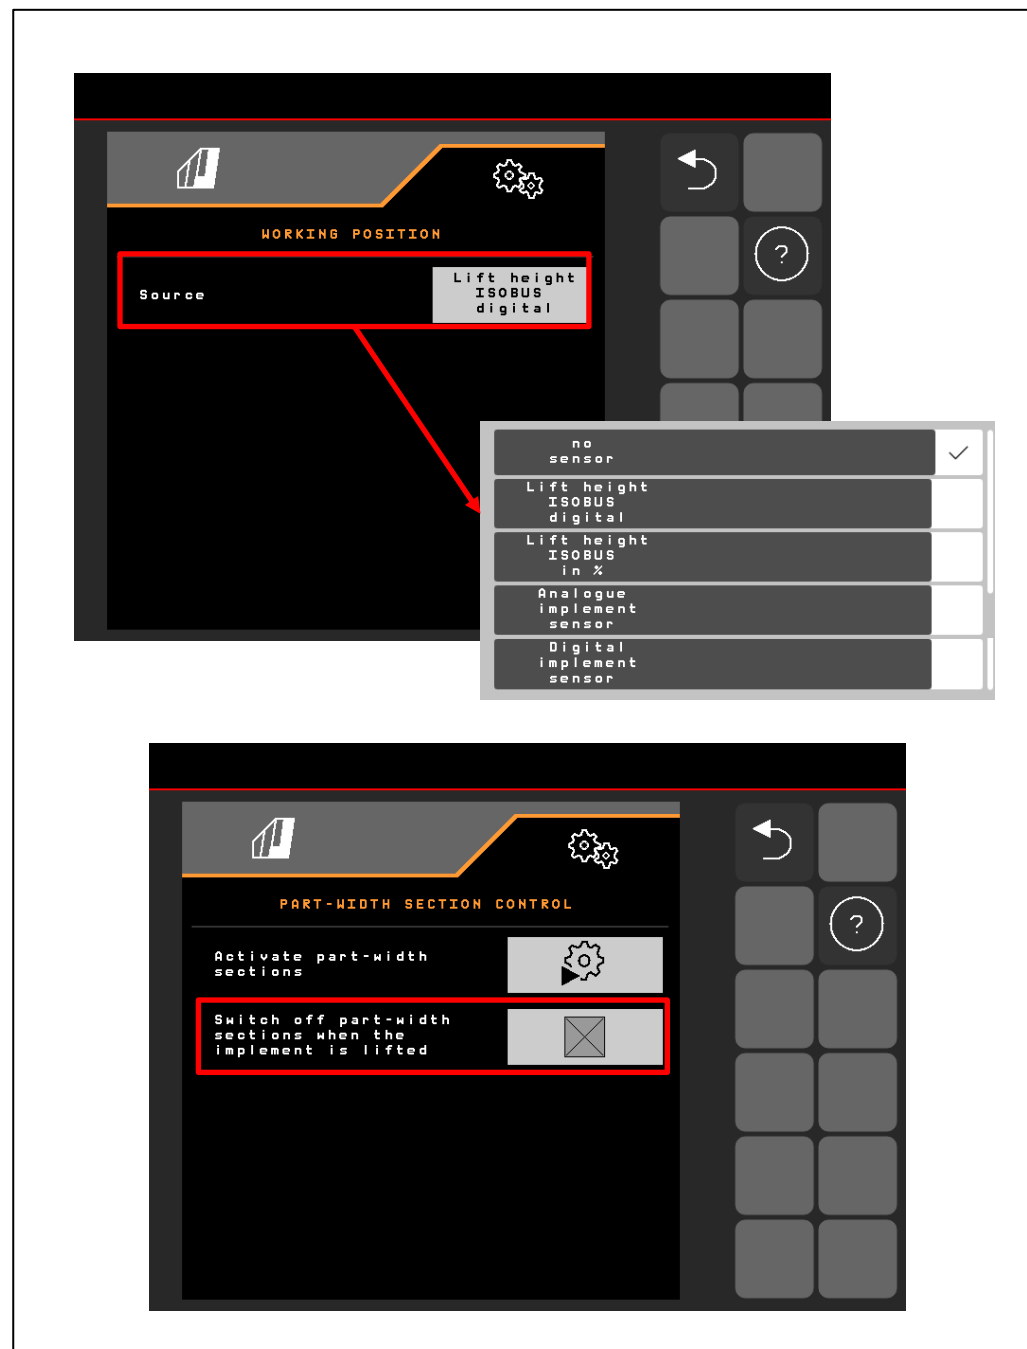 WORKING POSITION
Source
Lift height
ISOBUS
digital
?
no
sensor
Lift height
ISOBUS
digital
Lift height
ISOBUS
in %
Analogue
implement
sensor
Digital
implement
sensor
PART-WIDTH SECTION CONTROL
Activate part-width
sections
?
Switch off part-width
sections when the
implement is lifted